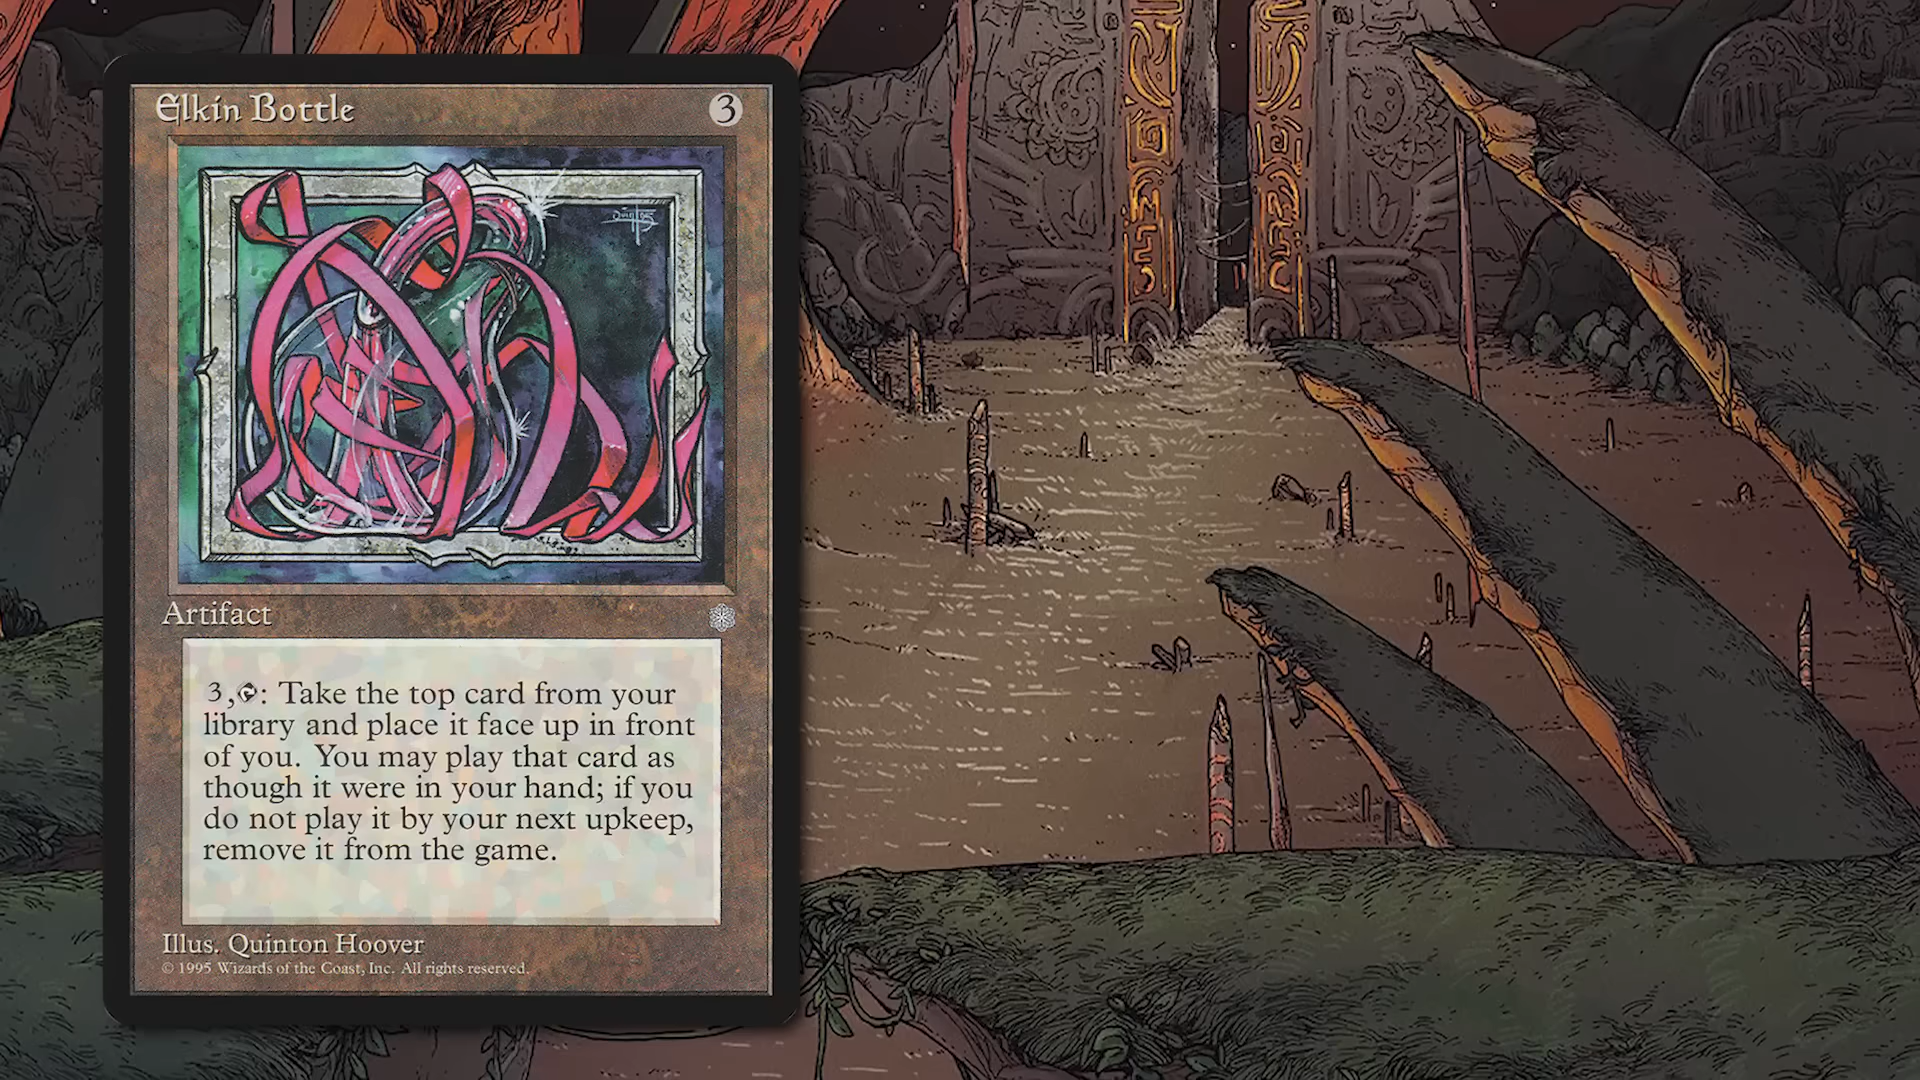 Elkin Bottle
3
Artifact
3, : Take the top card from your
library and place it face up in front
of you. You may play that card as
though it were in your hand; if you
do not play it by your next upkeep,
remove it from the game.
Illus. Quinton Hoover
© 1995 Wizards of the Coast, Inc. All rights reserved.